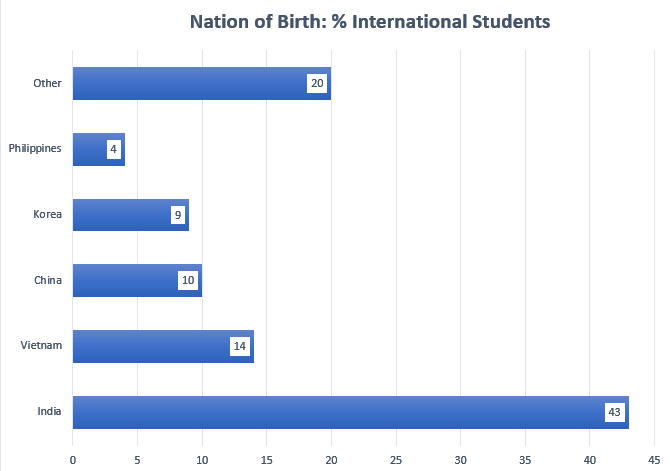 Nation of Birth: % International Students
Other 20
Philippines 4
Korea 9
China 10
Vietnam 14
India 43
0 5 10 15 20 25 30 35 40 45